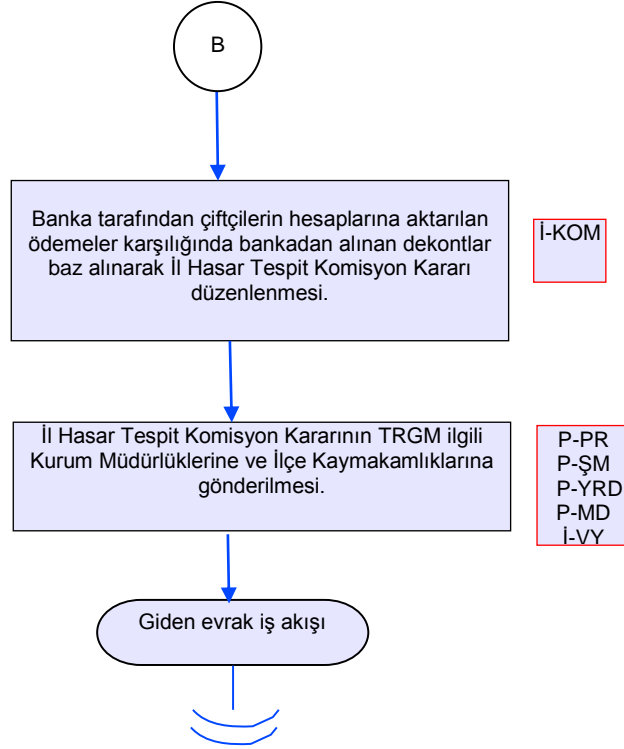 B
Banka tarafından çiftçilerin hesaplarına aktarılan
ödemeler karşılığında bankadan alınan dekontlar
baz alınarak İl Hasar Tespit Komisyon Kararı
düzenlenmesi.
İ-KOM
İl Hasar Tespit Komisyon Kararının TRGM ilgili
Kurum Müdürlüklerine ve İlçe Kaymakamlıklarına
gönderilmesi.
P-PR
P-ŞM
P-YRD
P-MD
İ-VY
Giden evrak iş akışı